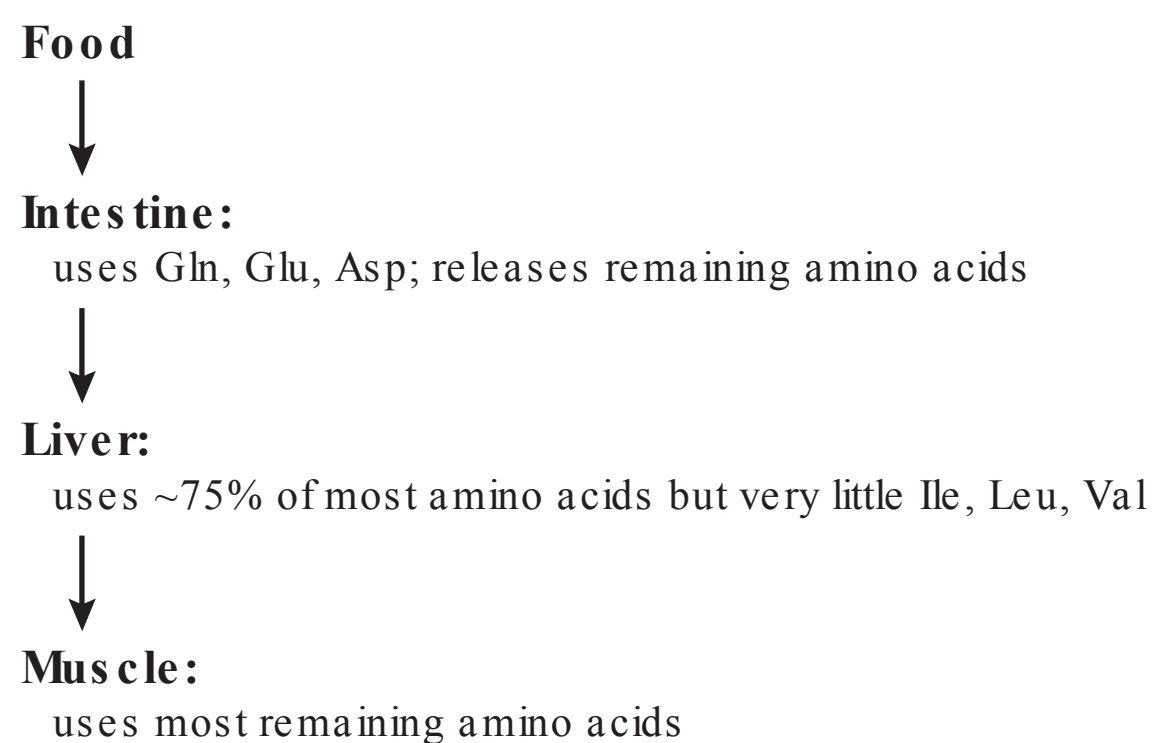 Food
Intestine:
uses Gln, Glu, Asp; releases remaining amino acids
Liver:
uses ~75% of most amino acids but very little Ile, Leu, Val
Muscle:
uses most remaining amino acids